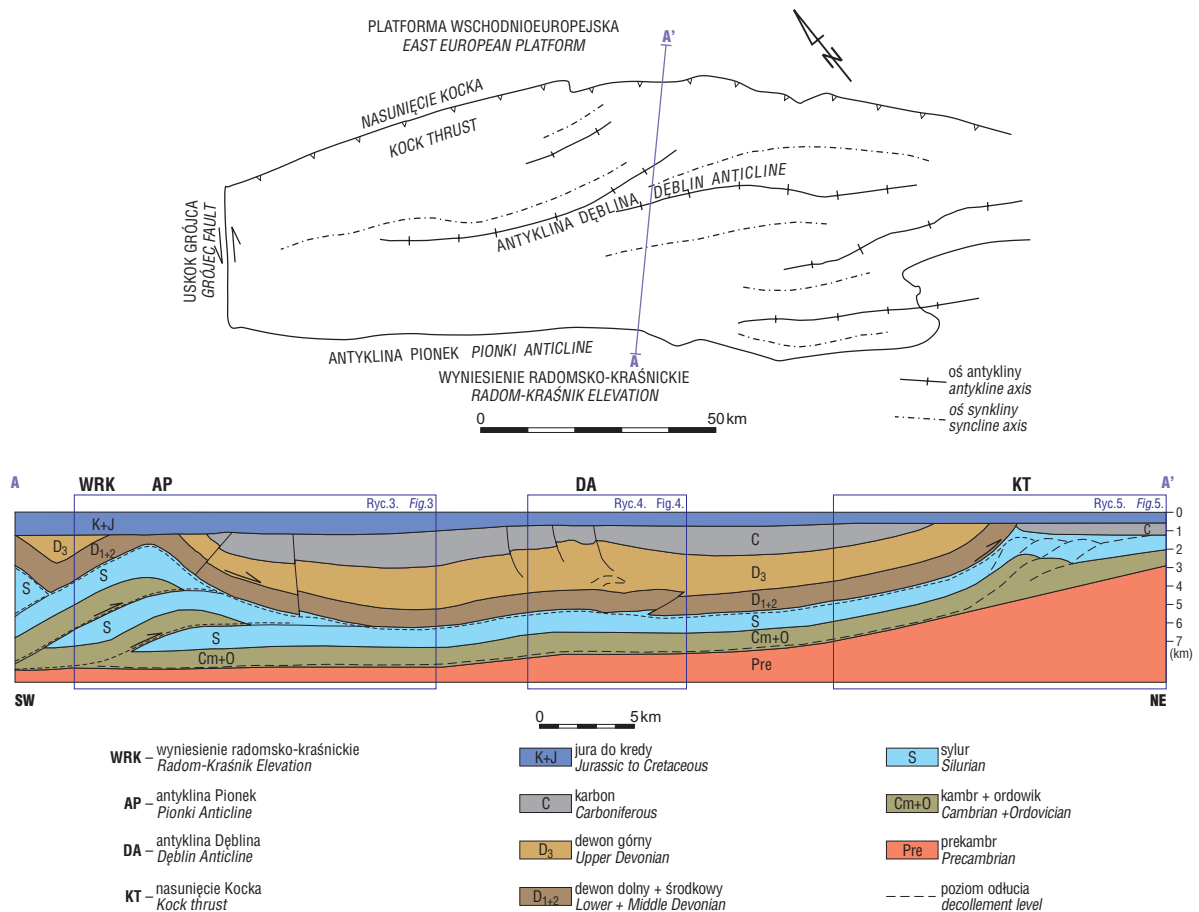 PLATFORMA WSCHODNIOEUROPEJSKA
EAST EUROPEAN PLATFORM
A'
N
NASUNIĘCIE KOCKA
KOCK THRUST
USKOK GRÓJCA
GRÓJEC FAULT
ANTYKLINA DĘBLINA DĘBLIN ANTICLINE
ANTYKLINA PIONEK PIONKI ANTICLINE
A
WYNIESIENIE RADOMSKO-KRAŚNICKIE
RADOM-KRAŚNIK ELEVATION
0 50 km
oś antykliny
antykline axis
oś synkliny
syncline axis
A WRK AP DA KT A'
Ryc.3. Fig.3
Ryc.4. Fig.4.
Ryc.5. Fig.5.
K+J
D3
D1+2
S
S
S
S
Cm+O
C
D3
D1+2
S
Cm+O
Pre
C
0
1
2
3
4
5
6
7
(km)
SW NE
0 5 km
WRK – wyniesienie radomsko-kraśnickie
Radom-Kraśnik Elevation
AP – antyklina Pionek
Pionki Anticline
DA – antyklina Dęblina
Dęblin Anticline
KT – nasunięcie Kocka
Kock thrust
K+J jura do kredy
Jurassic to Cretaceous
C karbon
Carboniferous
D3 dewon górny
Upper Devonian
D1+2 dewon dolny + środkowy
Lower + Middle Devonian
S sylur
Silurian
Cm+O kambr + ordowik
Cambrian +Ordovician
Pre prekambr
Precambrian
poziom odłucia
decollement level